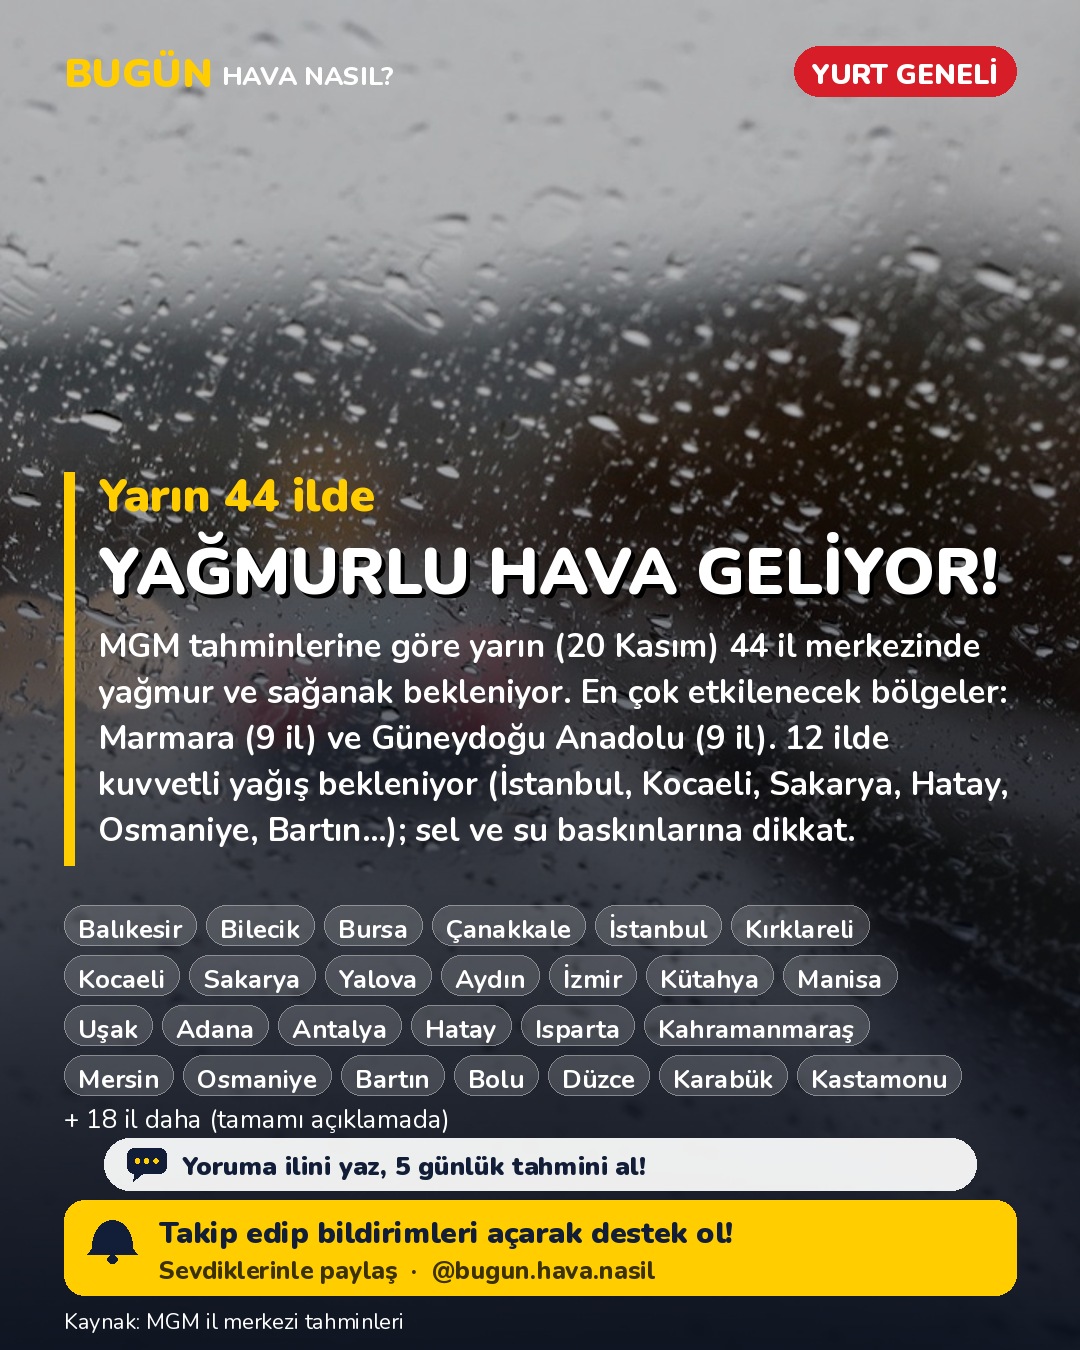 BUGÜN HAVA NASIL?
YURT GENELİ
Yarın 44 ilde
YAĞMURLU HAVA GELİYOR!
MGM tahminlerine göre yarın (20 Kasım) 44 il merkezinde
yağmur ve sağanak bekleniyor. En çok etkilenecek bölgeler:
Marmara (9 il) ve Güneydoğu Anadolu (9 il). 12 ilde
kuvvetli yağış bekleniyor (İstanbul, Kocaeli, Sakarya, Hatay,
Osmaniye, Bartın...); sel ve su baskınlarına dikkat.
Balıkesir Bilecik Bursa Çanakkale İstanbul Kırklareli
Kocaeli Sakarya Yalova Aydın İzmir Kütahya Manisa
Uşak Adana Antalya Hatay Isparta Kahramanmaraş
Mersin Osmaniye Bartın Bolu Düzce Karabük Kastamonu
+ 18 il daha (tamamı açıklamada)
Yoruma ilini yaz, 5 günlük tahmini al!
Takip edip bildirimleri açarak destek ol!
Sevdiklerinle paylaş · @bugun.hava.nasil
Kaynak: MGM il merkezi tahminleri